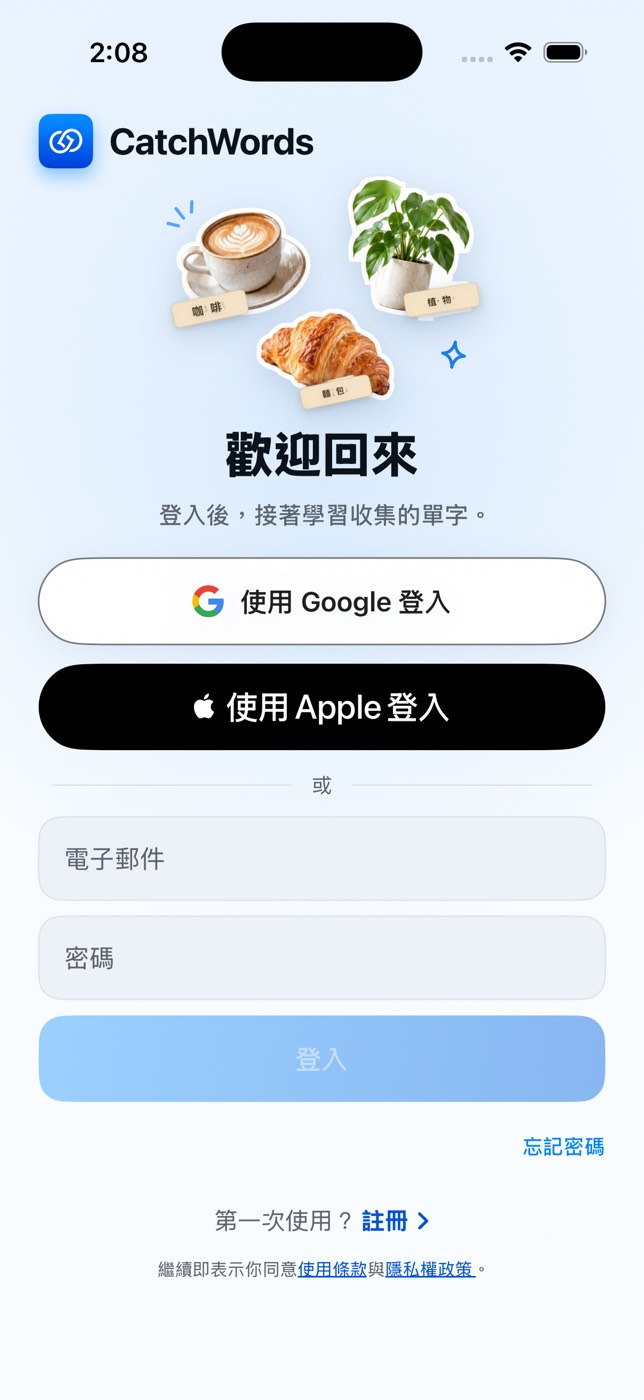 2:08
CatchWords
咖啡
植物
麵包
歡迎回來
登入後，接著學習收集的單字。
使用 Google 登入
使用 Apple 登入
或
電子郵件
密碼
登入
忘記密碼
第一次使用？註冊
繼續即表示你同意使用條款與隱私權政策。